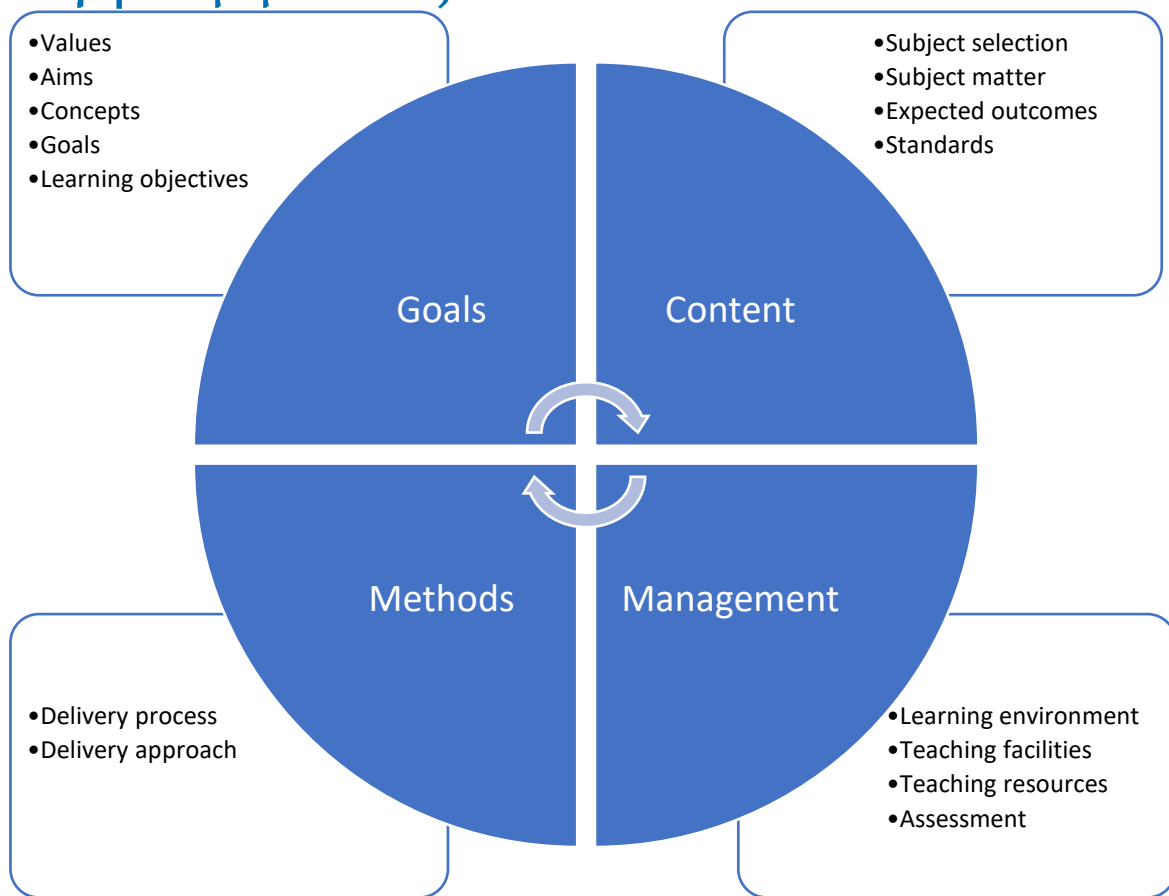 •Values
•Aims
•Concepts
•Goals
•Learning objectives
•Subject selection
•Subject matter
•Expected outcomes
•Standards
Goals
Content
Methods
Management
•Delivery process
•Delivery approach
•Learning environment
•Teaching facilities
•Teaching resources
•Assessment